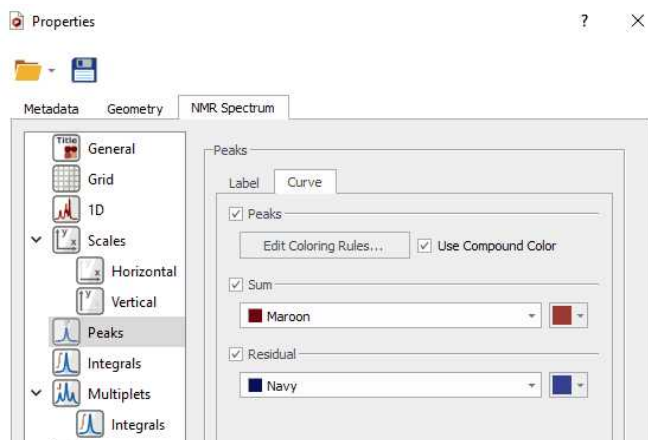 Properties
?
Metadata Geometry NMR Spectrum
Title
General
Grid
1D
Scales
Horizontal
Vertical
Peaks
Integrals
Multiplets
Integrals
Peaks
Label Curve
Peaks
Edit Coloring Rules... Use Compound Color
Sum
Maroon
Residual
Navy